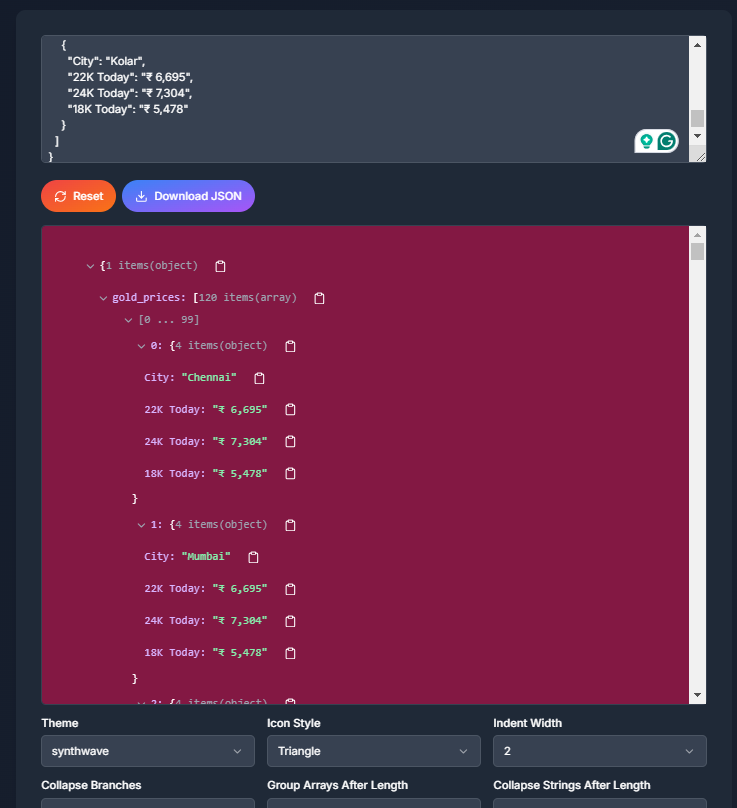 {
"City": "Kolar",
"22K Today": "₹ 6,695",
"24K Today": "₹ 7,304",
"18K Today": "₹ 5,478"
}
]
}
Reset Download JSON
{1 items(object)
gold_prices: [120 items(array)
[0 ... 99]
0: {4 items(object)
City: "Chennai"
22K Today: "₹ 6,695"
24K Today: "₹ 7,304"
18K Today: "₹ 5,478"
}
1: {4 items(object)
City: "Mumbai"
22K Today: "₹ 6,695"
24K Today: "₹ 7,304"
18K Today: "₹ 5,478"
}
2: {4 items(object)
Theme Icon Style Indent Width
synthwave Triangle 2
Collapse Branches Group Arrays After Length Collapse Strings After Length